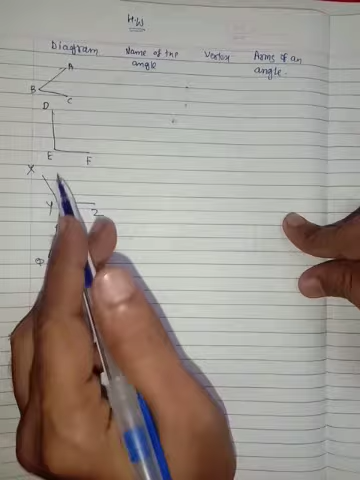 H.W
Diagram Name of the Vertex Arms of an
angle angle.
A
B C
D
E F
X
Y Z